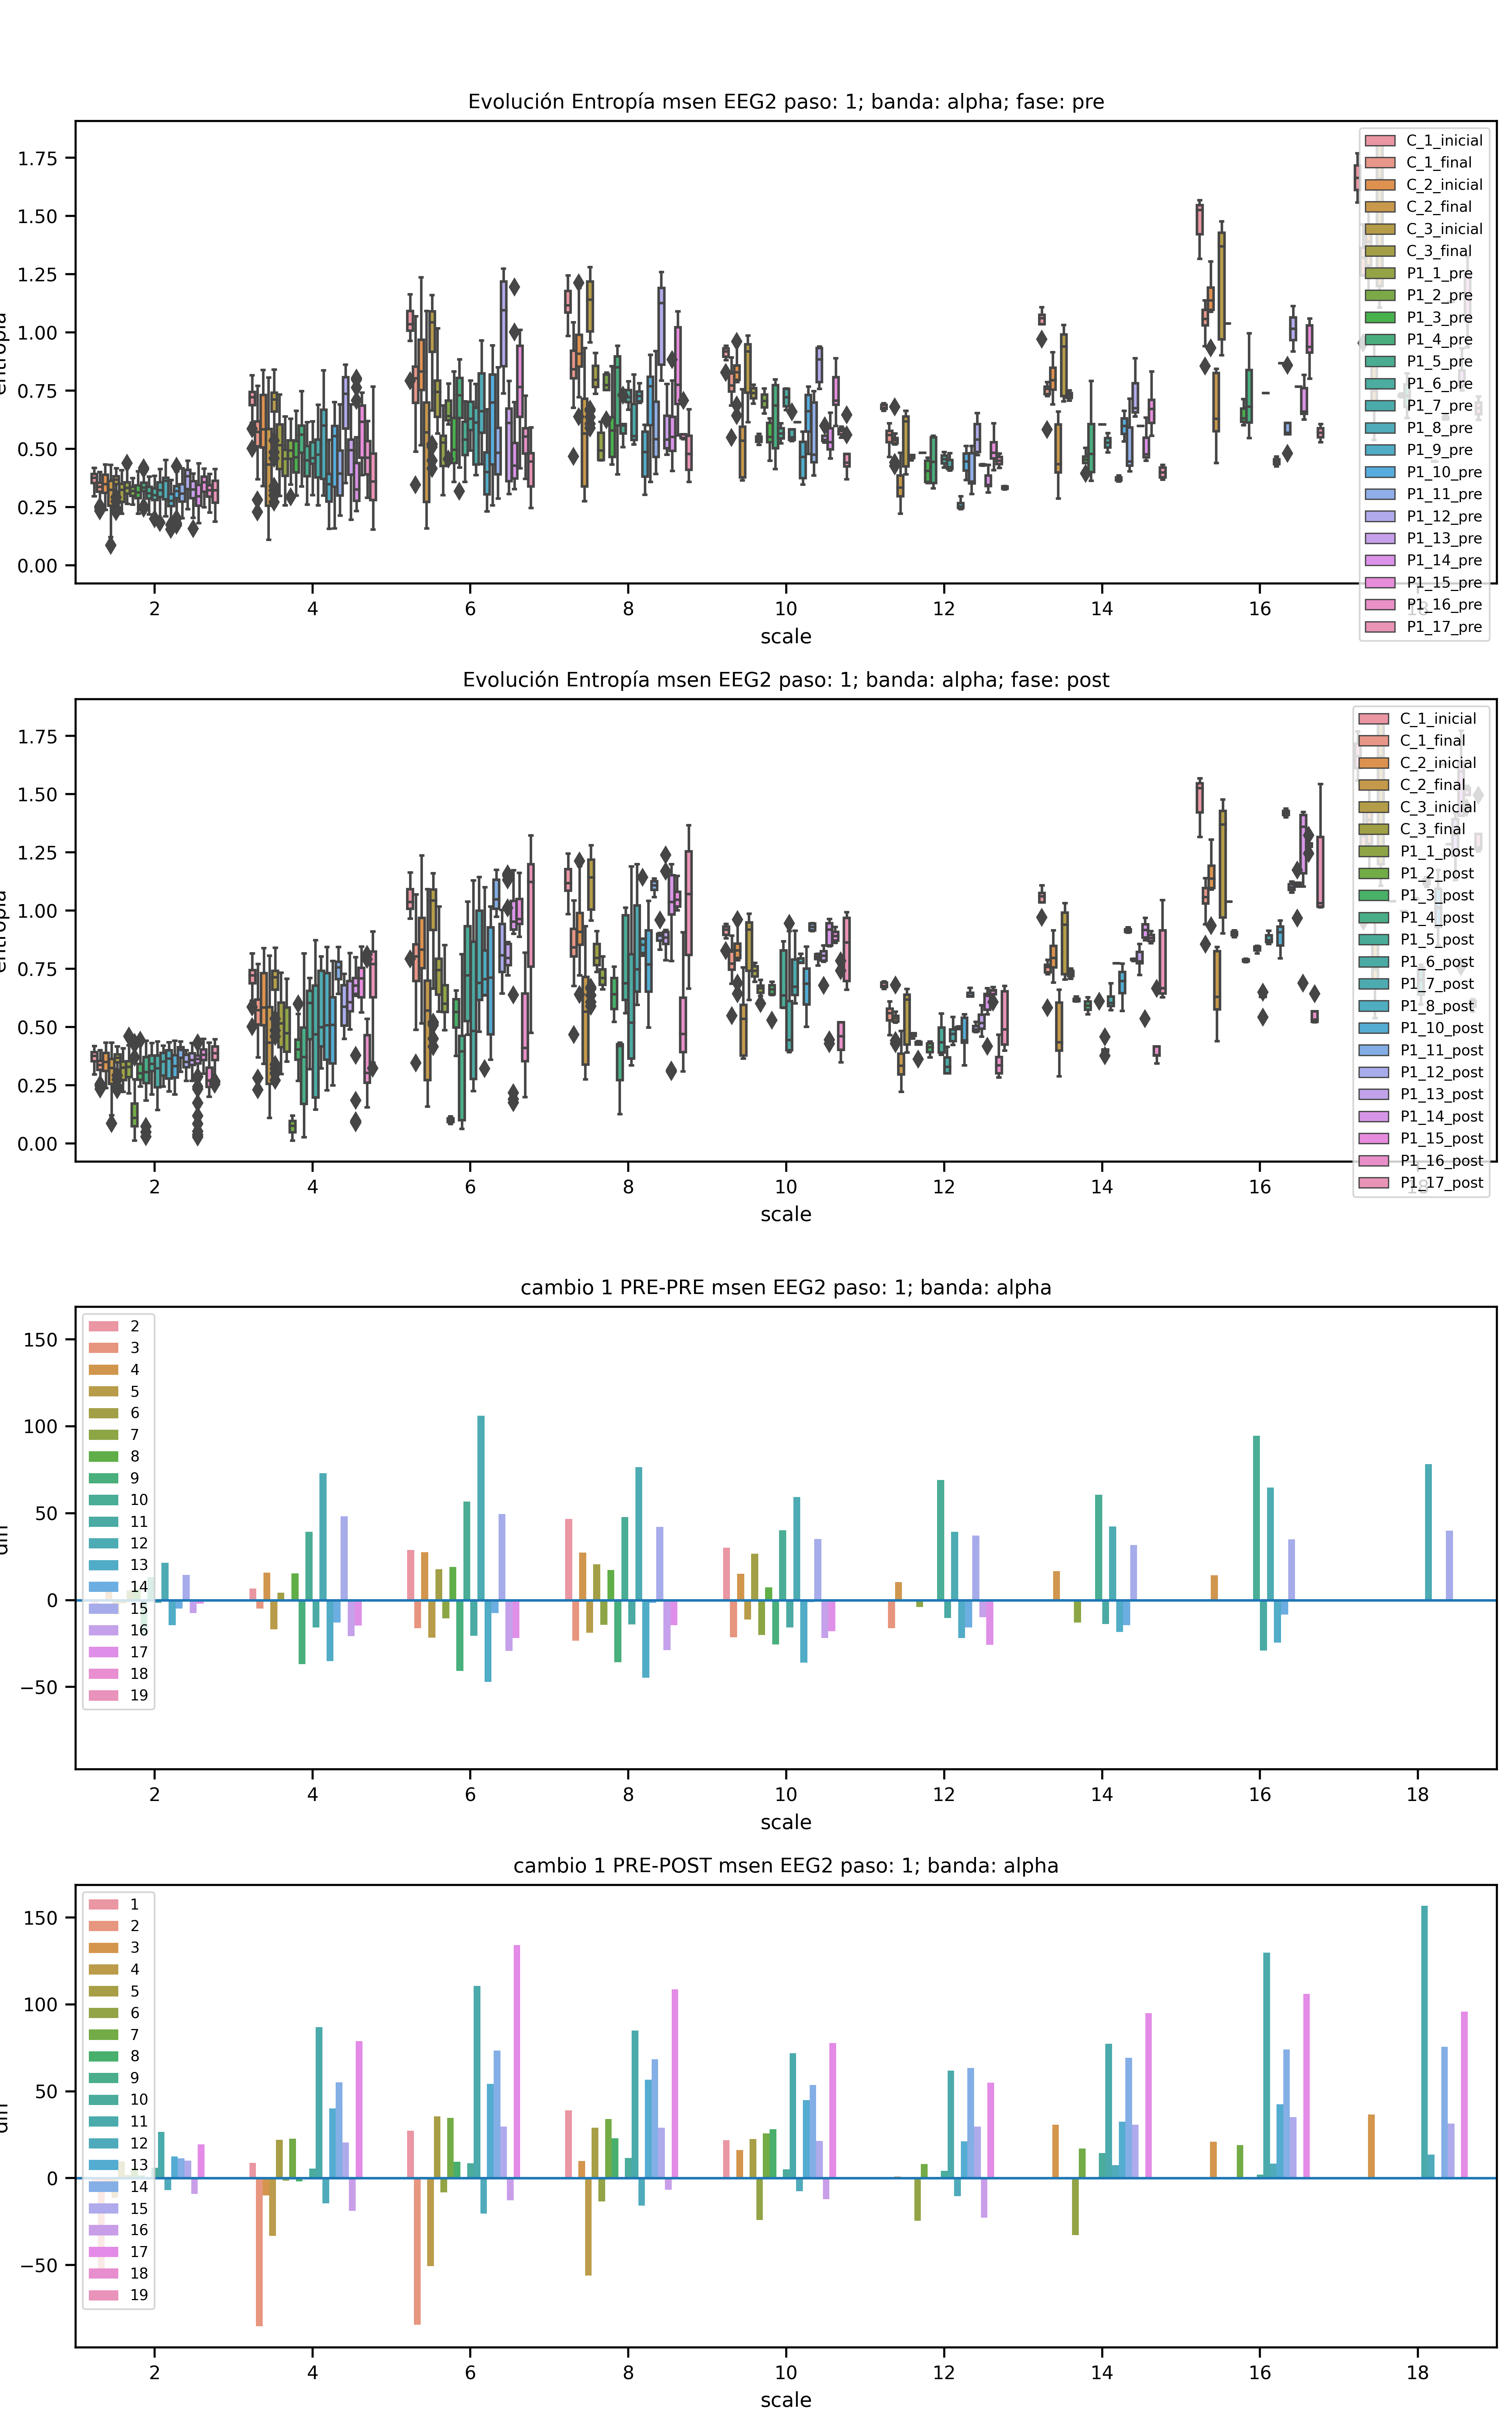 Evolución Entropía msen EEG2 paso: 1; banda: alpha; fase: pre
1.75
1.50
1.25
1.00
0.75
0.50
0.25
0.00
entropia
C_1_inicial
C_1_final
C_2_inicial
C_2_final
C_3_inicial
C_3_final
P1_1_pre
P1_2_pre
P1_3_pre
P1_4_pre
P1_5_pre
P1_6_pre
P1_7_pre
P1_8_pre
P1_9_pre
P1_10_pre
P1_11_pre
P1_12_pre
P1_13_pre
P1_14_pre
P1_15_pre
P1_16_pre
P1_17_pre
2 4 6 8 10 12 14 16 18
scale
Evolución Entropía msen EEG2 paso: 1; banda: alpha; fase: post
1.75
1.50
1.25
1.00
0.75
0.50
0.25
0.00
entropia
C_1_inicial
C_1_final
C_2_inicial
C_2_final
C_3_inicial
C_3_final
P1_1_post
P1_2_post
P1_3_post
P1_4_post
P1_5_post
P1_6_post
P1_7_post
P1_8_post
P1_10_post
P1_11_post
P1_12_post
P1_13_post
P1_14_post
P1_15_post
P1_16_post
P1_17_post
2 4 6 8 10 12 14 16 18
scale
cambio 1 PRE-PRE msen EEG2 paso: 1; banda: alpha
150
100
50
0
−50
2
3
4
5
6
7
8
9
10
11
12
13
14
15
16
17
18
19
2 4 6 8 10 12 14 16 18
scale
cambio 1 PRE-POST msen EEG2 paso: 1; banda: alpha
150
100
50
0
−50
1
2
3
4
5
6
7
8
9
10
11
12
13
14
15
16
17
18
19
2 4 6 8 10 12 14 16 18
scale